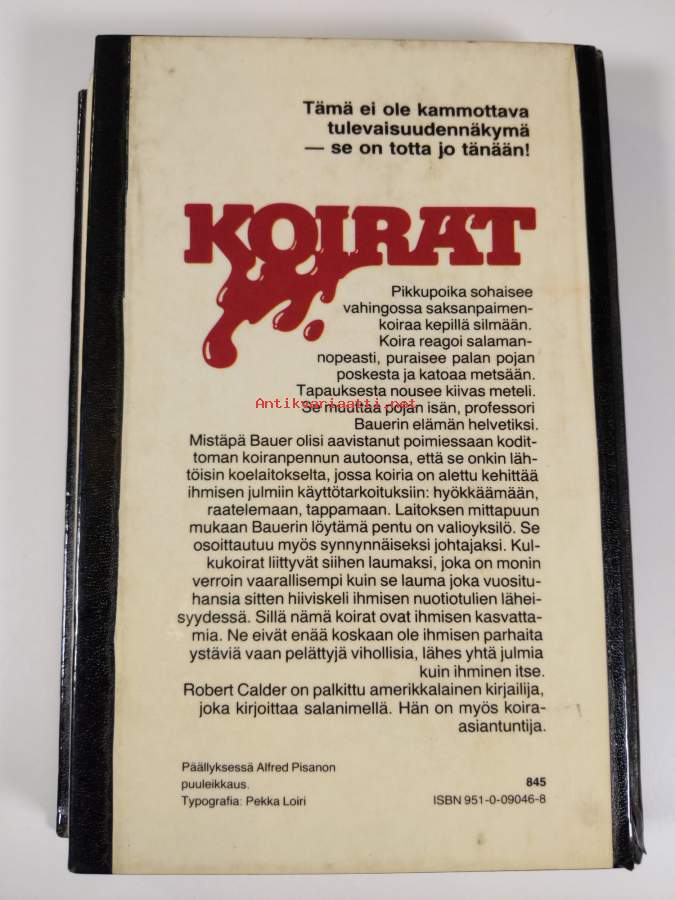 Tämä ei ole kammottava
tulevaisuudennäkymä
— se on totta jo tänään!
KOIRAT
Pikkupoika sohaisee
vahingossa saksanpaimen-
koiraa kepillä silmään.
Koira reagoi salaman-
nopeasti, puraisee palan pojan
poskesta ja katoaa metsään.
Tapauksesta nousee kiivas meteli.
Antikvariaatti.net
Se muuttaa pojan isän, professori
Bauerin elämän helvetiksi.
Mistäpä Bauer olisi aavistanut poimiessaan kodit-
toman koiranpennun autoonsa, että se onkin läh-
töisin koelaitokselta, jossa koiria on alettu kehittää
ihmisen julmiin käyttötarkoituksiin: hyökkäämään,
raatelemaan, tappamaan. Laitoksen mittapuun
mukaan Bauerin löytämä pentu on valioyksilö. Se
osoittautuu myös synnynnäiseksi johtajaksi. Kul-
kukoirat liittyvät siihen laumaksi, joka on monin
verroin vaarallisempi kuin se lauma joka vuositu-
hansia sitten hiiviskeli ihmisen nuotiotulien lähei-
syydessä. Sillä nämä koirat ovat ihmisen kasvatta-
mia. Ne eivät enää koskaan ole ihmisen parhaita
ystäviä vaan pelättyjä vihollisia, lähes yhtä julmia
kuin ihminen itse.
Robert Calder on palkittu amerikkalainen kirjailija,
joka kirjoittaa salanimellä. Hän on myös koira-
asiantuntija.
Päällyksessä Alfred Pisanon
puuleikkaus.
Typografia: Pekka Loiri
845
ISBN 951-0-09046-8